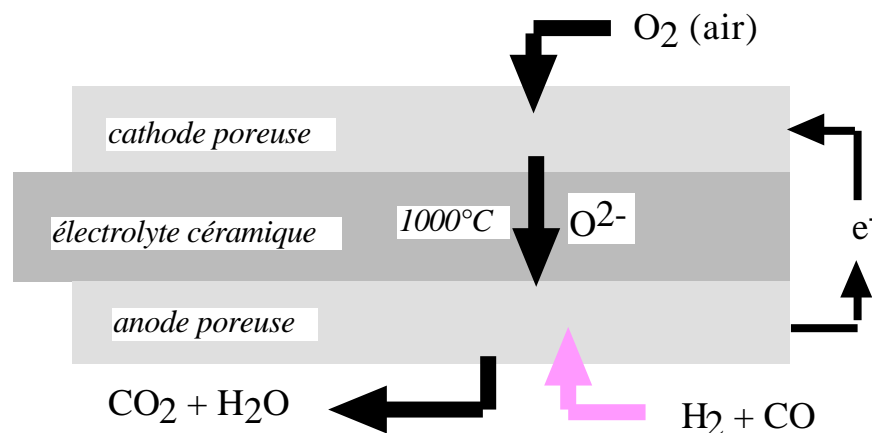 O2 (air)
cathode poreuse
1000°C
O2-
électrolyte céramique
e-
anode poreuse
CO2 + H2O
H2 + CO